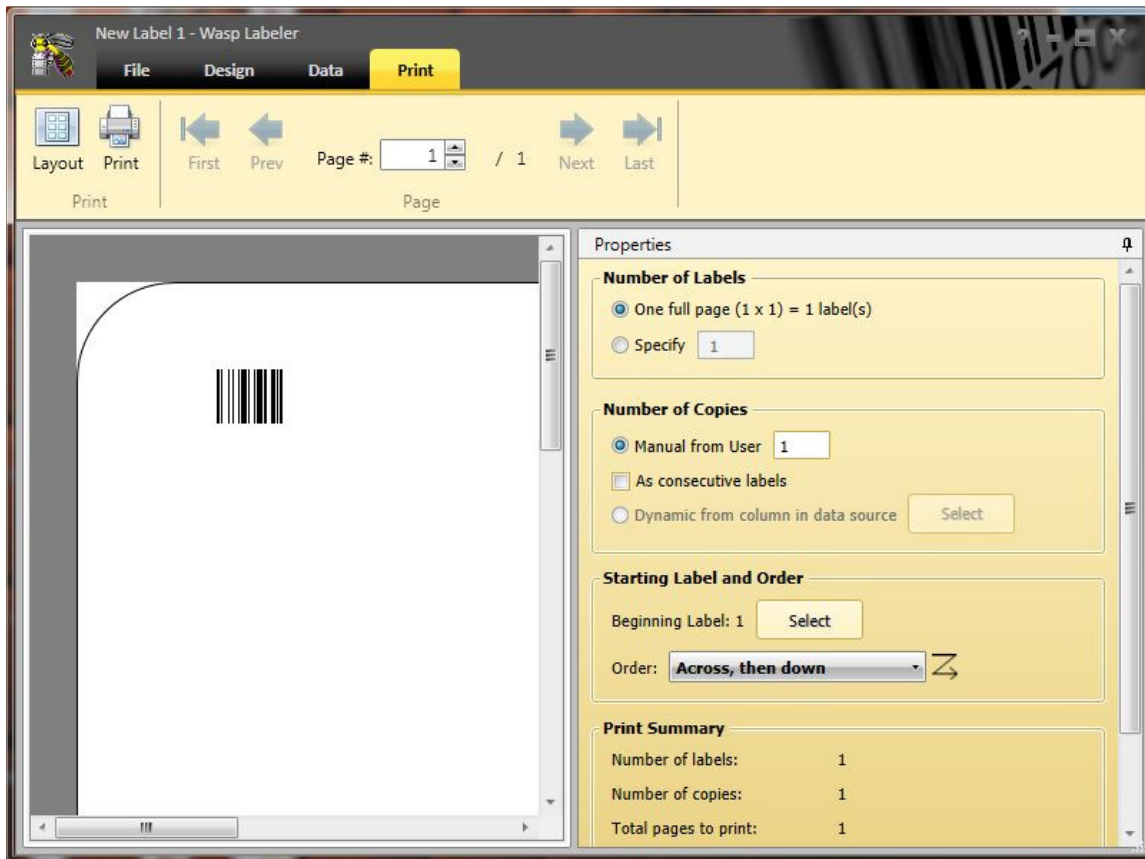 New Label 1 - Wasp Labeler
File Design Data Print
Layout Print First Prev Page #: 1 / 1 Next Last
Print Page
Properties
Number of Labels
One full page (1 x 1) = 1 label(s)
Specify 1
Number of Copies
Manual from User 1
As consecutive labels
Dynamic from column in data source Select
Starting Label and Order
Beginning Label: 1 Select
Order: Across, then down
Print Summary
Number of labels: 1
Number of copies: 1
Total pages to print: 1